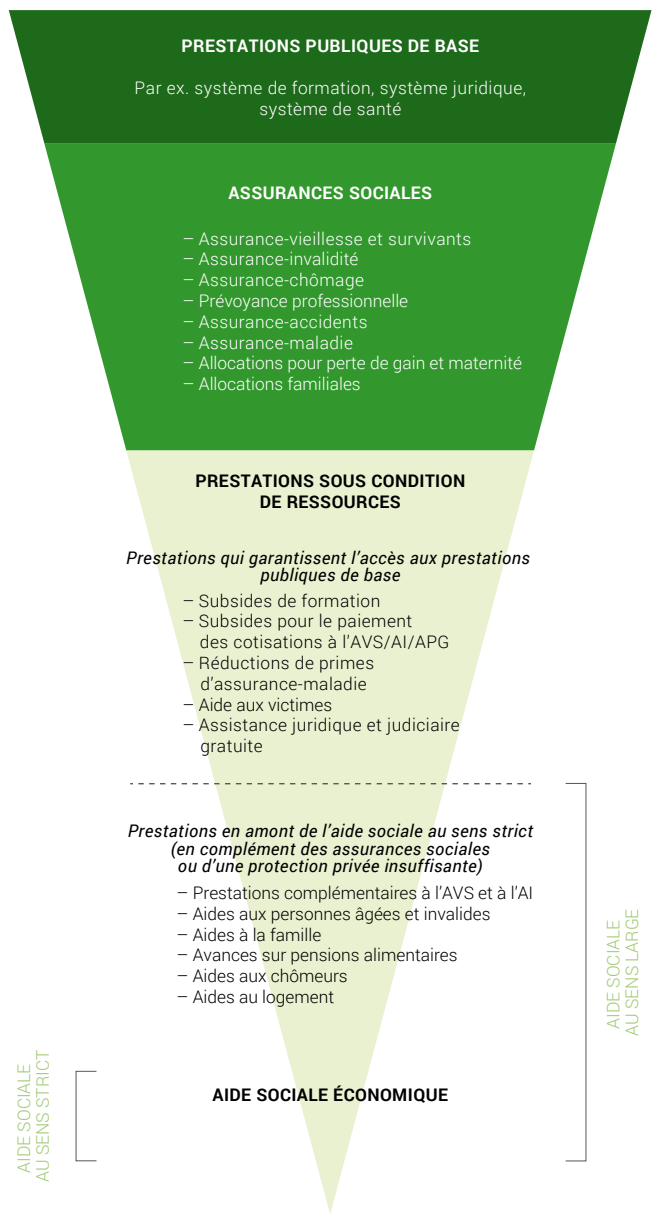 PRESTATIONS PUBLIQUES DE BASE
Par ex. système de formation, système juridique,
système de santé
ASSURANCES SOCIALES
– Assurance-vieillesse et survivants
– Assurance-invalidité
– Assurance-chômage
– Prévoyance professionnelle
– Assurance-accidents
– Assurance-maladie
– Allocations pour perte de gain et maternité
– Allocations familiales
PRESTATIONS SOUS CONDITION
DE RESSOURCES
Prestations qui garantissent l’accès aux prestations
publiques de base
– Subsides de formation
– Subsides pour le paiement
des cotisations à l’AVS/AI/APG
– Réductions de primes
d’assurance-maladie
– Aide aux victimes
– Assistance juridique et judiciaire
gratuite
Prestations en amont de l’aide sociale au sens strict
(en complément des assurances sociales
ou d’une protection privée insuffisante)
– Prestations complémentaires à l’AVS et à l’AI
– Aides aux personnes âgées et invalides
– Aides à la famille
– Avances sur pensions alimentaires
– Aides aux chômeurs
– Aides au logement
AIDE SOCIALE
AU SENS LARGE
AIDE SOCIALE ÉCONOMIQUE
AIDE SOCIALE
AU SENS STRICT